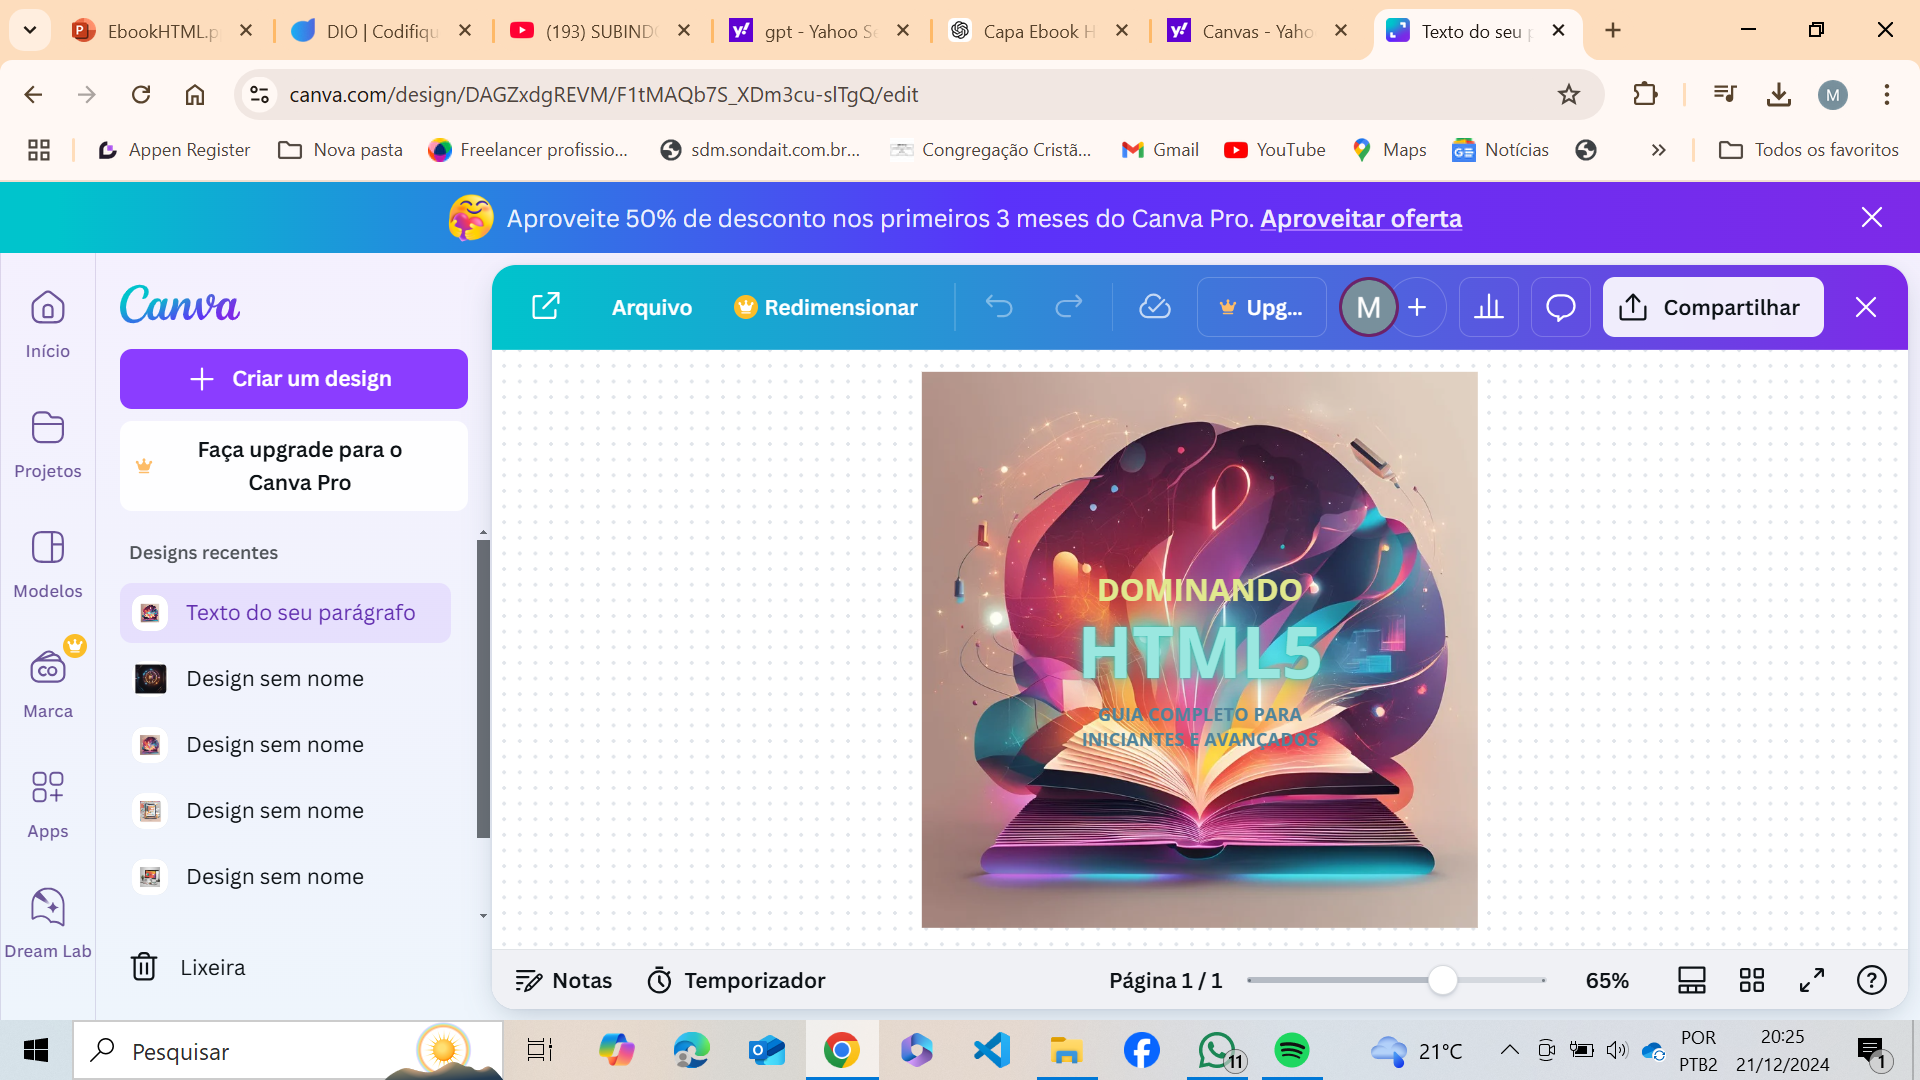 EbookHTML.p
DIO | Codifiqu
(193) SUBIND
gpt - Yahoo Se
Capa Ebook H
Canvas - Yaho
Texto do seu p
canva.com/design/DAGZxdgREVM/F1tMAQb7S_XDm3cu-slTgQ/edit
M
Appen Register
Nova pasta
Freelancer profissio...
sdm.sondait.com.br...
Congregação Cristã...
Gmail
YouTube
Maps
Notícias
Todos os favoritos
Aproveite 50% de desconto nos primeiros 3 meses do Canva Pro. Aproveitar oferta
Início
Projetos
Modelos
Marca
Apps
Dream Lab
Canva
Criar um design
Faça upgrade para o
Canva Pro
Designs recentes
Texto do seu parágrafo
Design sem nome
Design sem nome
Design sem nome
Design sem nome
Lixeira
Arquivo
Redimensionar
Upg...
M
Compartilhar
DOMINANDO
HTML5
GUIA COMPLETO PARA
INICIANTES E AVANÇADOS
Notas
Temporizador
Página 1 / 1
65%
Pesquisar
11
21°C
POR
PTB2
20:25
21/12/2024
1